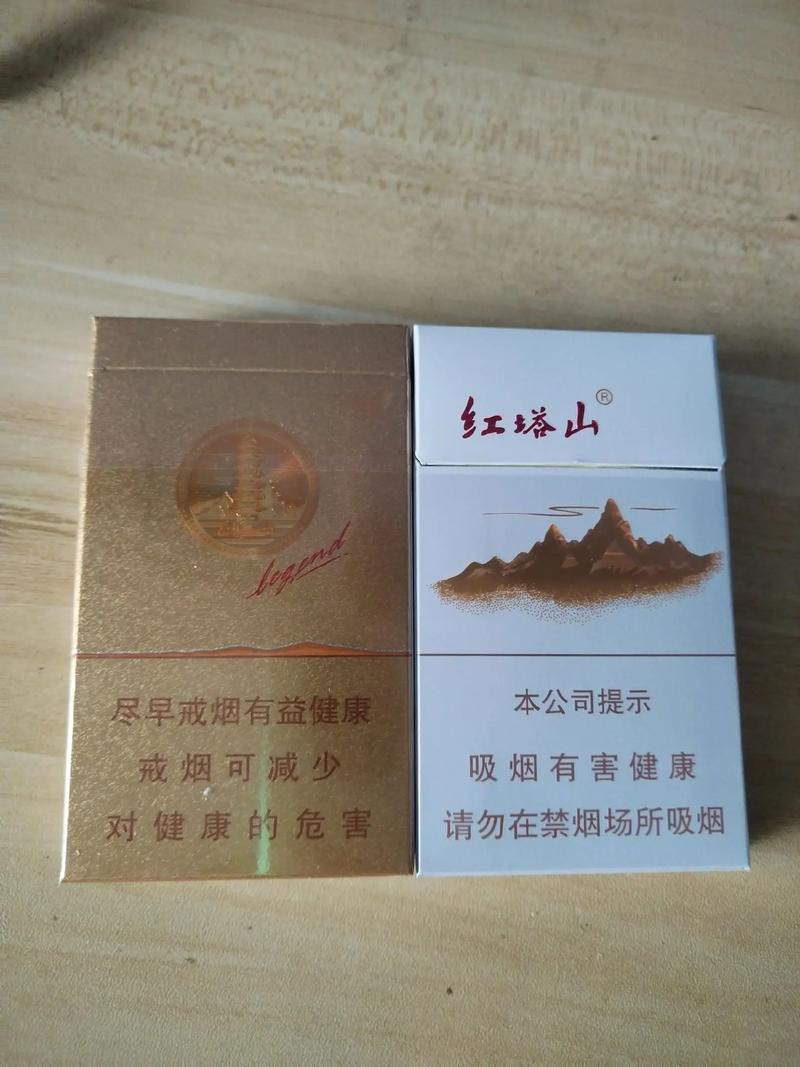 legend
尽早戒烟有益健康
戒烟可减少
对健康的危害
红塔山®
本公司提示
吸烟有害健康
请勿在禁烟场所吸烟